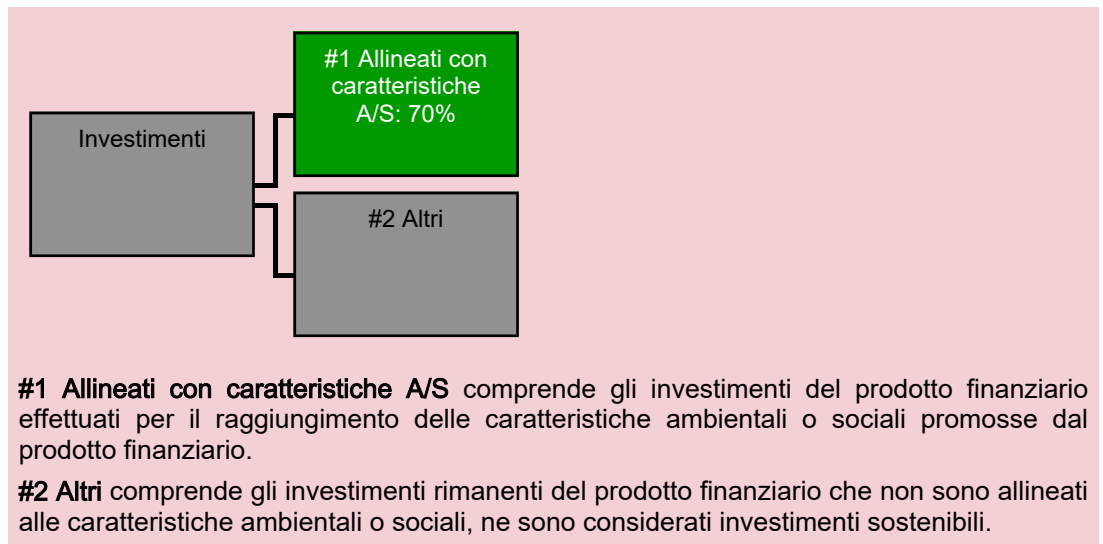 #1 Allineati con
caratteristiche
A/S: 70%
Investimenti
#2 Altri
#1 Allineati con caratteristiche A/S comprende gli investimenti del prodotto finanziario
effettuati per il raggiungimento delle caratteristiche ambientali o sociali promosse dal
prodotto finanziario.
#2 Altri comprende gli investimenti rimanenti del prodotto finanziario che non sono allineati
alle caratteristiche ambientali o sociali, ne sono considerati investimenti sostenibili.